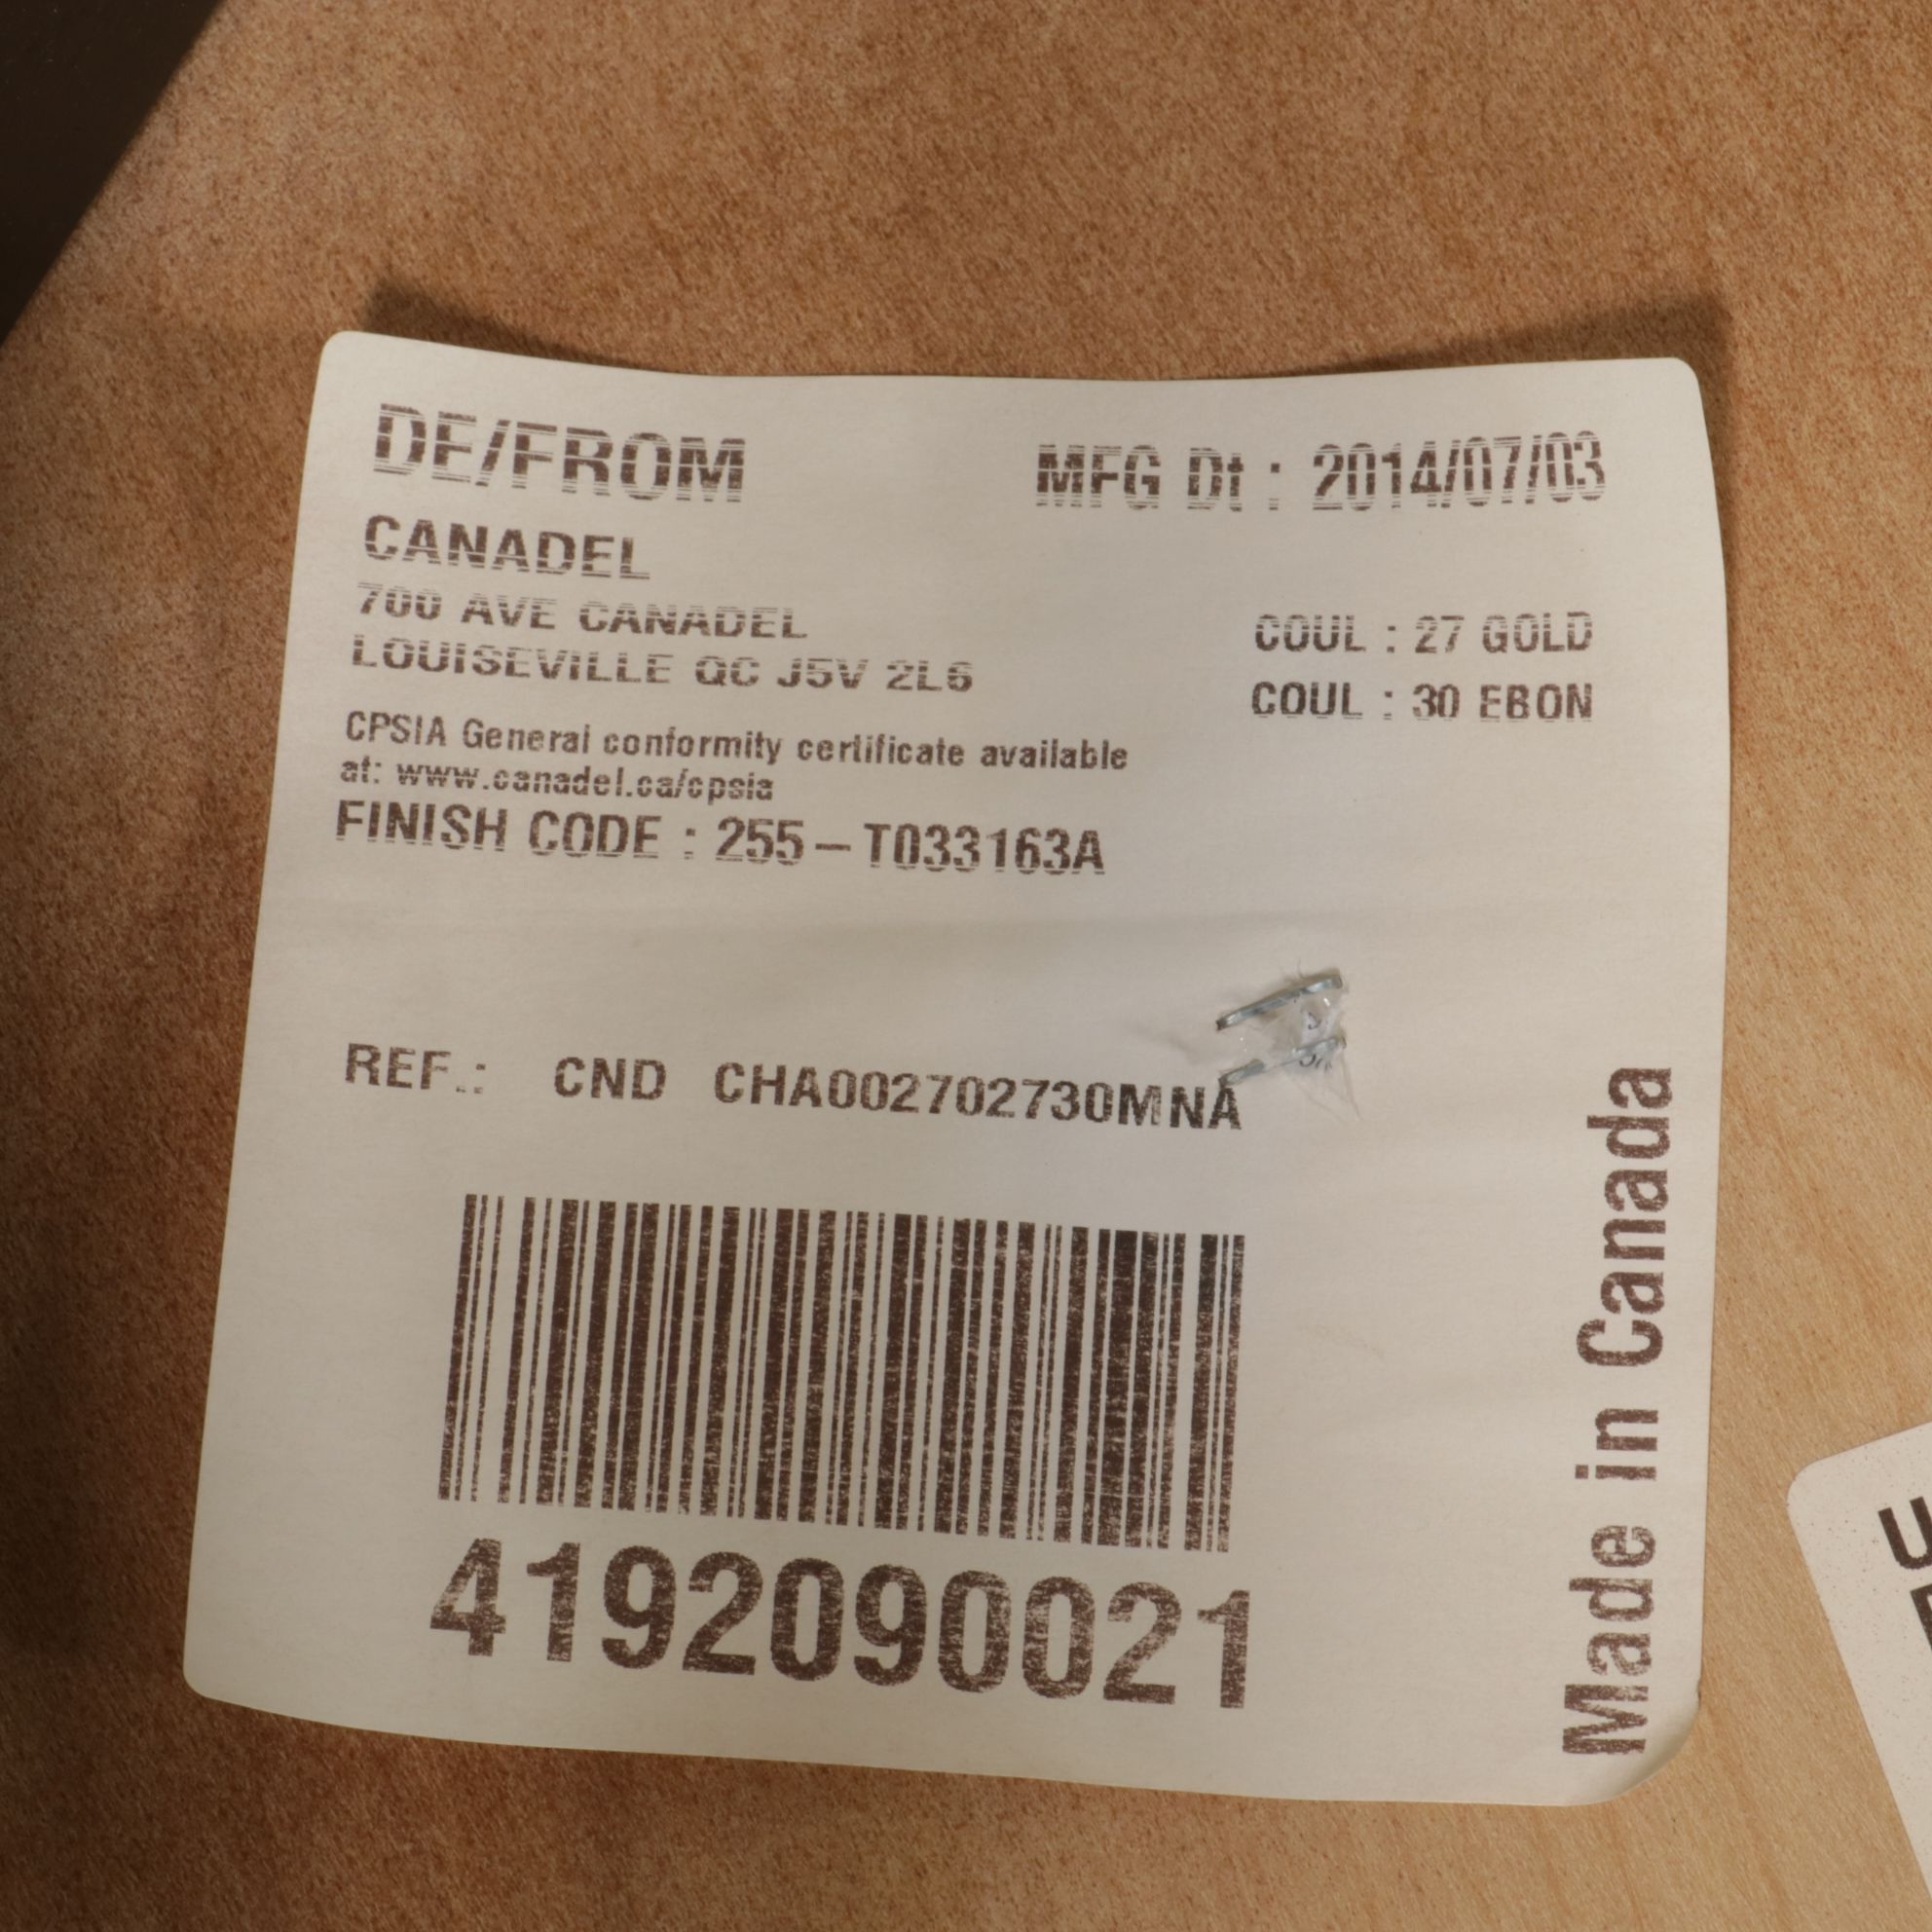 DE/FROM
MFG Dt : 2014/07/03
CANADEL
700 AVE CANADEL
LOUISEVILLE QC J5V 2L6
COUL : 27 GOLD
COUL : 30 EBON
CPSIA General conformity certificate available
at: www.canadel.ca/cpsia
FINISH CODE : 255-T033163A
REF.: CND CHA002702730MNA
4192090021
Made in Canada